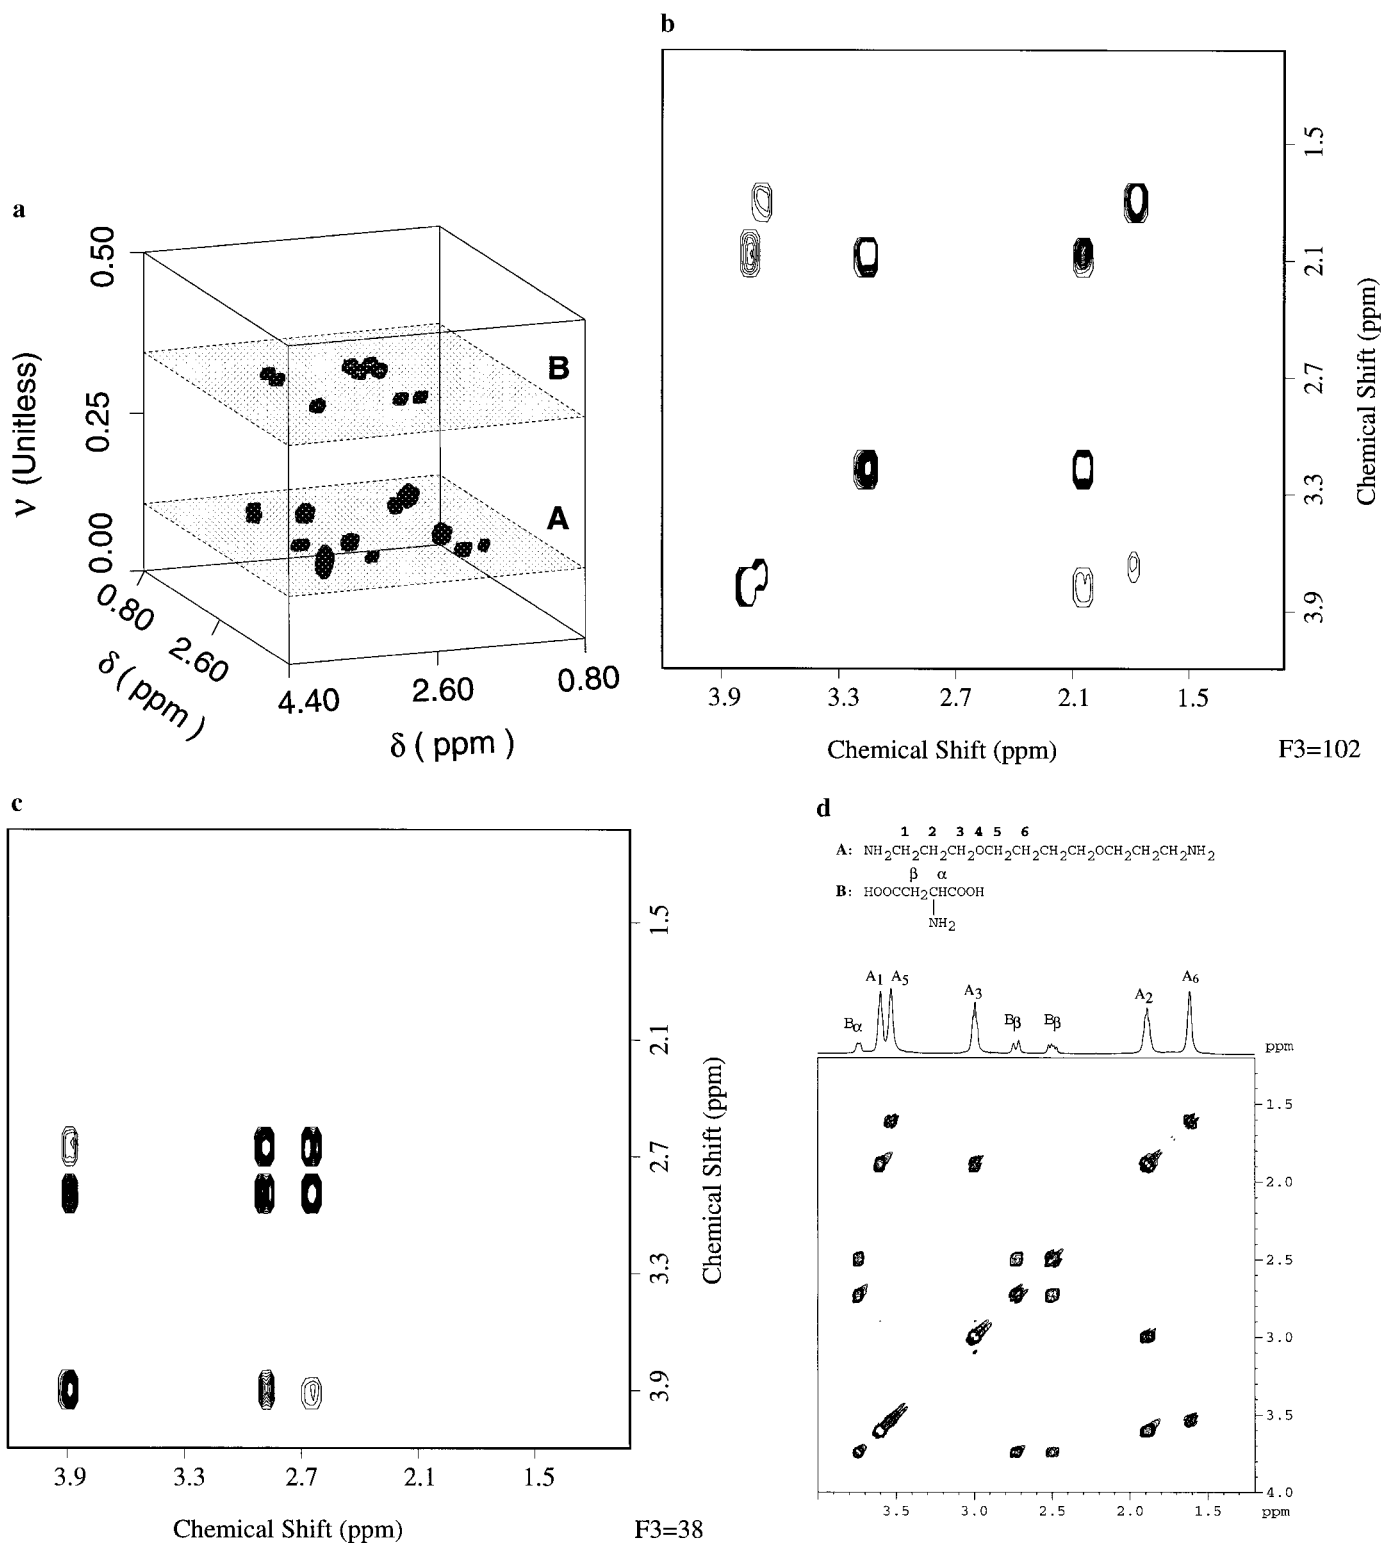 a
0.50
0.25
0.00
ν (Unitless)
B
A
0.80
2.60
δ ( ppm )
4.40
2.60
0.80
δ ( ppm )
b
1.5
2.1
2.7
3.3
3.9
Chemical Shift (ppm)
3.9 3.3 2.7 2.1 1.5
Chemical Shift (ppm) F3=102
c
1.5
2.1
2.7
3.3
3.9
Chemical Shift (ppm)
3.9 3.3 2.7 2.1 1.5
Chemical Shift (ppm) F3=38
d
1 2 3 4 5 6
A: NH2CH2CH2CH2OCH2CH2CH2CH2OCH2CH2CH2NH2
β α
B: HOOCCH2CHCOOH
NH2
Bα A1 A5 A3 Bβ Bβ A2 A6
ppm
1.5
2.0
2.5
3.0
3.5
4.0
3.5 3.0 2.5 2.0 1.5 ppm